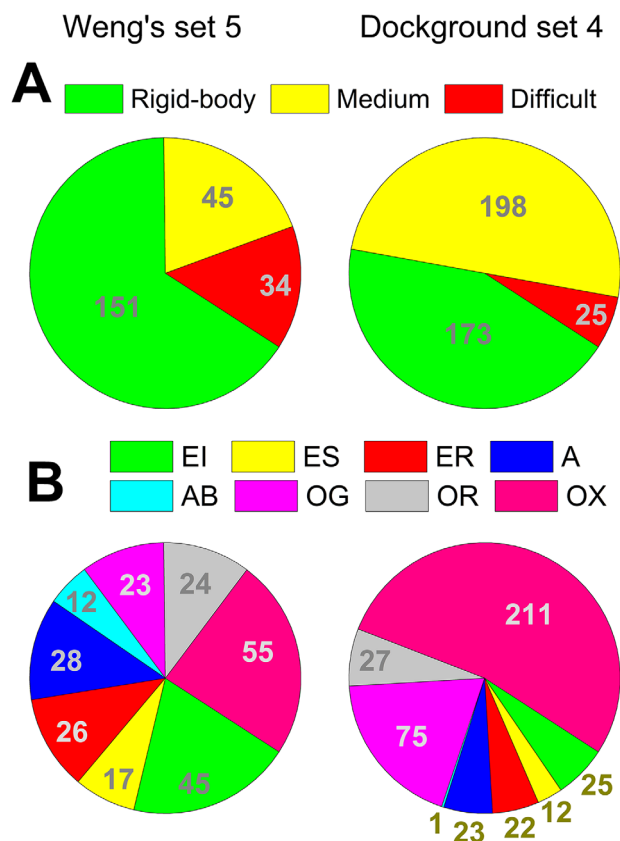 Weng's set 5 Dockground set 4
A
Rigid-body Medium Difficult
45
198
34
25
151
173
EI ES ER A
B
AB OG OR OX
23 24
211
12
55
27
28
75
26
17 45
25
1 23 22 12